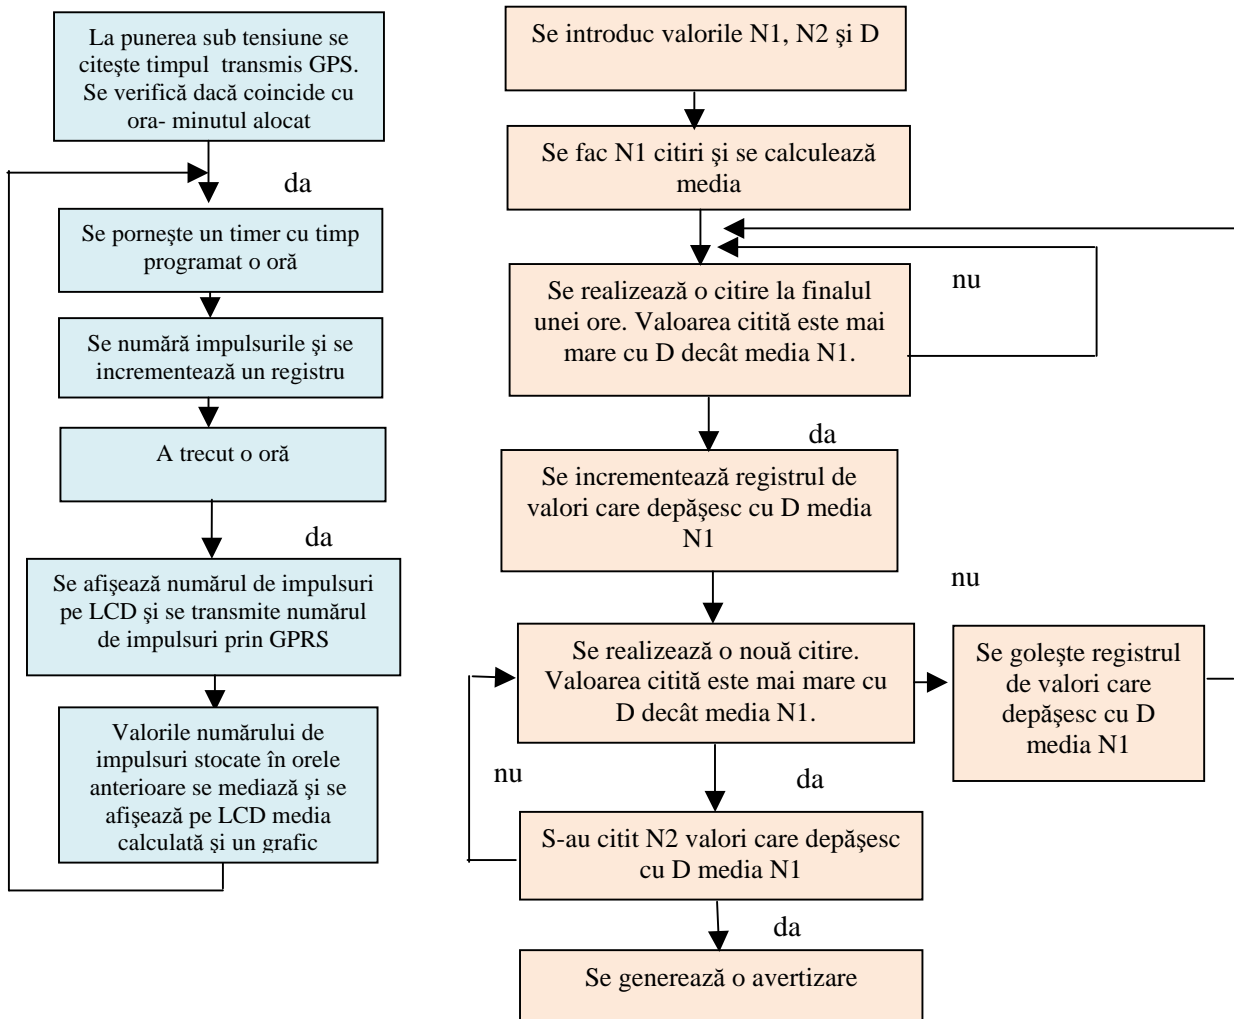 La punerea sub tensiune se
citeşte timpul transmis GPS.
Se verifică dacă coincide cu
ora- minutul alocat
da
Se porneşte un timer cu timp
programat o oră
Se numără impulsurile şi se
incrementează un registru
A trecut o oră
da
Se afişează numărul de impulsuri
pe LCD şi se transmite numărul
de impulsuri prin GPRS
Valorile numărului de
impulsuri stocate în orele
anterioare se mediază şi se
afişează pe LCD media
calculată şi un grafic
Se introduc valorile N1, N2 şi D
Se fac N1 citiri şi se calculează
media
Se realizează o citire la finalul
unei ore. Valoarea citită este mai
mare cu D decât media N1.
nu
da
Se incrementează registrul de
valori care depăşesc cu D media
N1
Se realizează o nouă citire.
Valoarea citită este mai mare cu
D decât media N1.
nu
Se goleşte registrul
de valori care
depăşesc cu D
media N1
nu
da
S-au citit N2 valori care depăşesc
cu D media N1
da
Se generează o avertizare